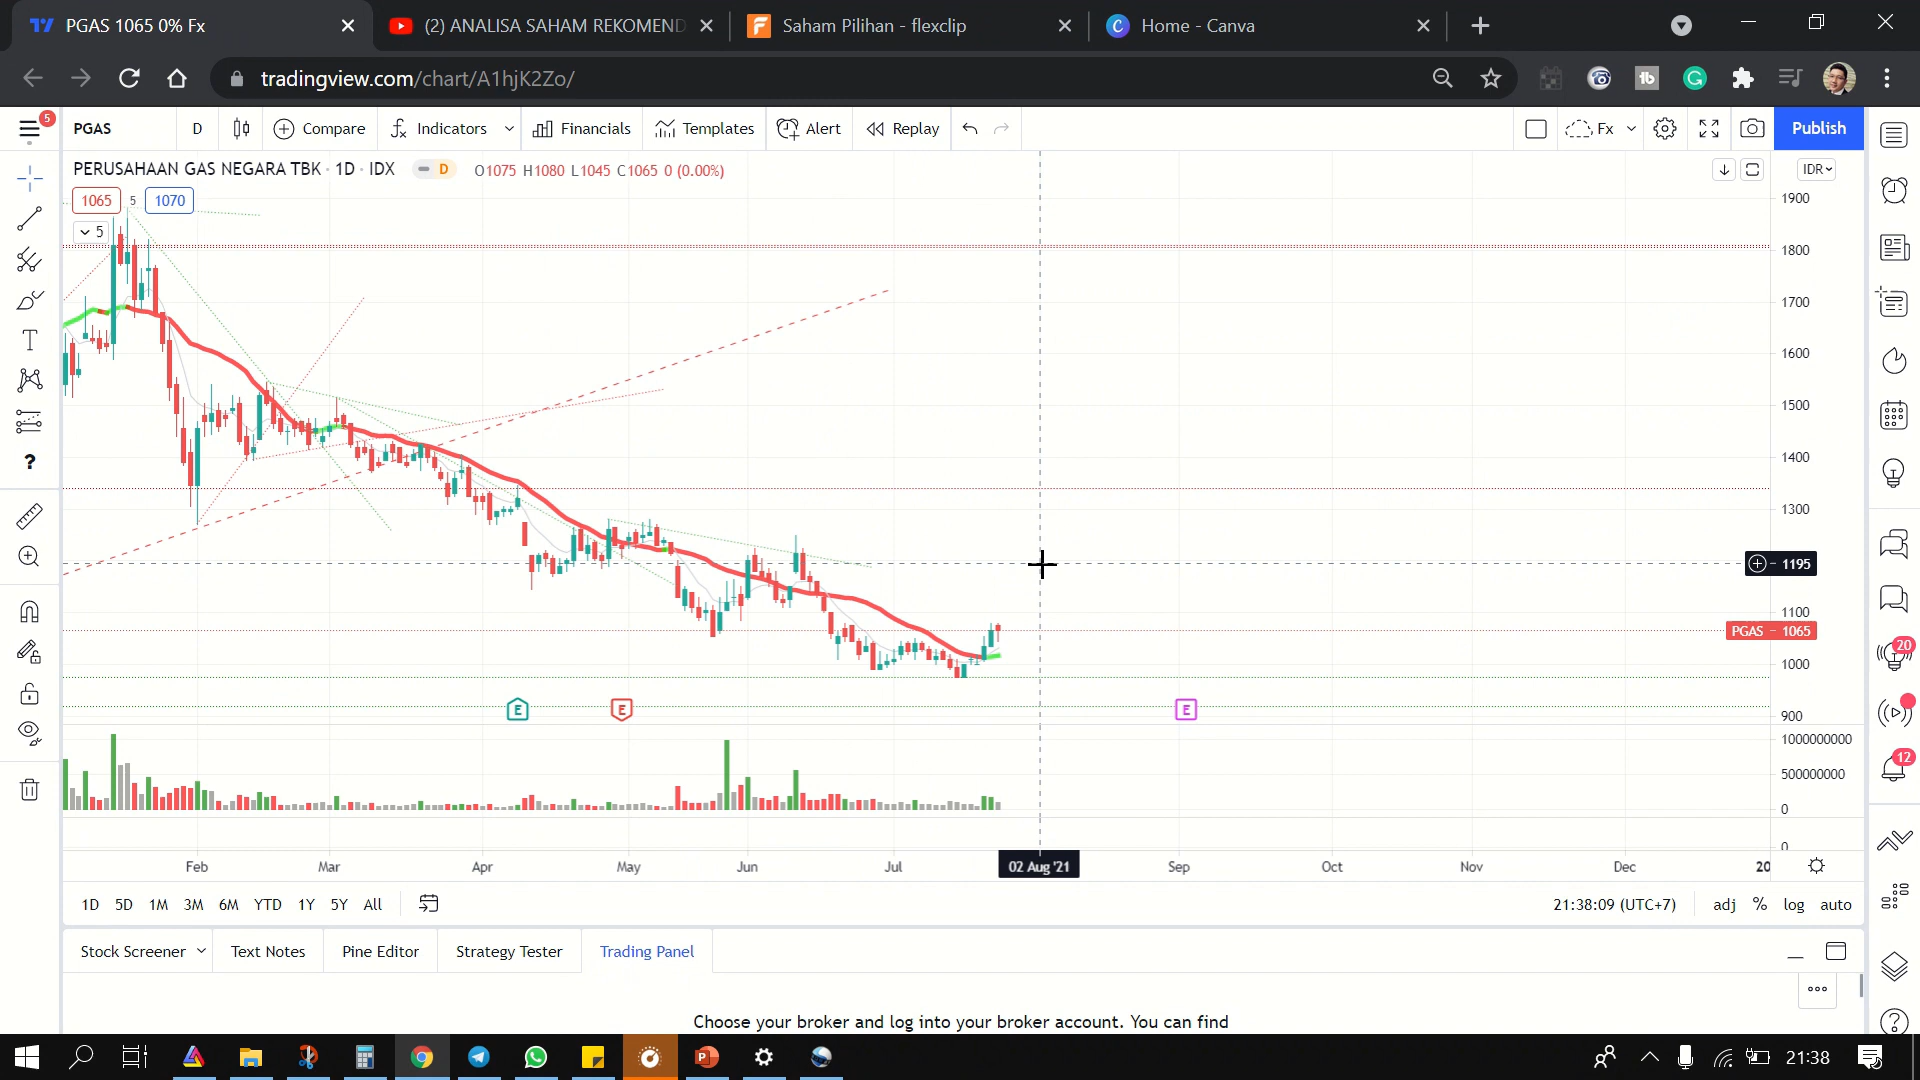 PGAS 1065 0% Fx
(2) ANALISA SAHAM REKOMEND
Saham Pilihan - flexclip
Home - Canva
tradingview.com/chart/A1hjK2Zo/
5
PGAS
D
Compare
Indicators
Financials
Templates
Alert
Replay
Fx
Publish
PERUSAHAAN GAS NEGARA TBK · 1D · IDX
D
O1075 H1080 L1045 C1065 0 (0.00%)
IDR
1065
5
1070
5
1900
1800
1700
1600
1500
1400
1300
1195
1100
PGAS - 1065
1000
900
E
E
E
1000000000
500000000
0
0
20
12
Feb
Mar
Apr
May
Jun
Jul
02 Aug '21
Sep
Oct
Nov
Dec
20
1D
5D
1M
3M
6M
YTD
1Y
5Y
All
21:38:09 (UTC+7)
adj
%
log
auto
Stock Screener
Text Notes
Pine Editor
Strategy Tester
Trading Panel
Choose your broker and log into your broker account. You can find
21:38